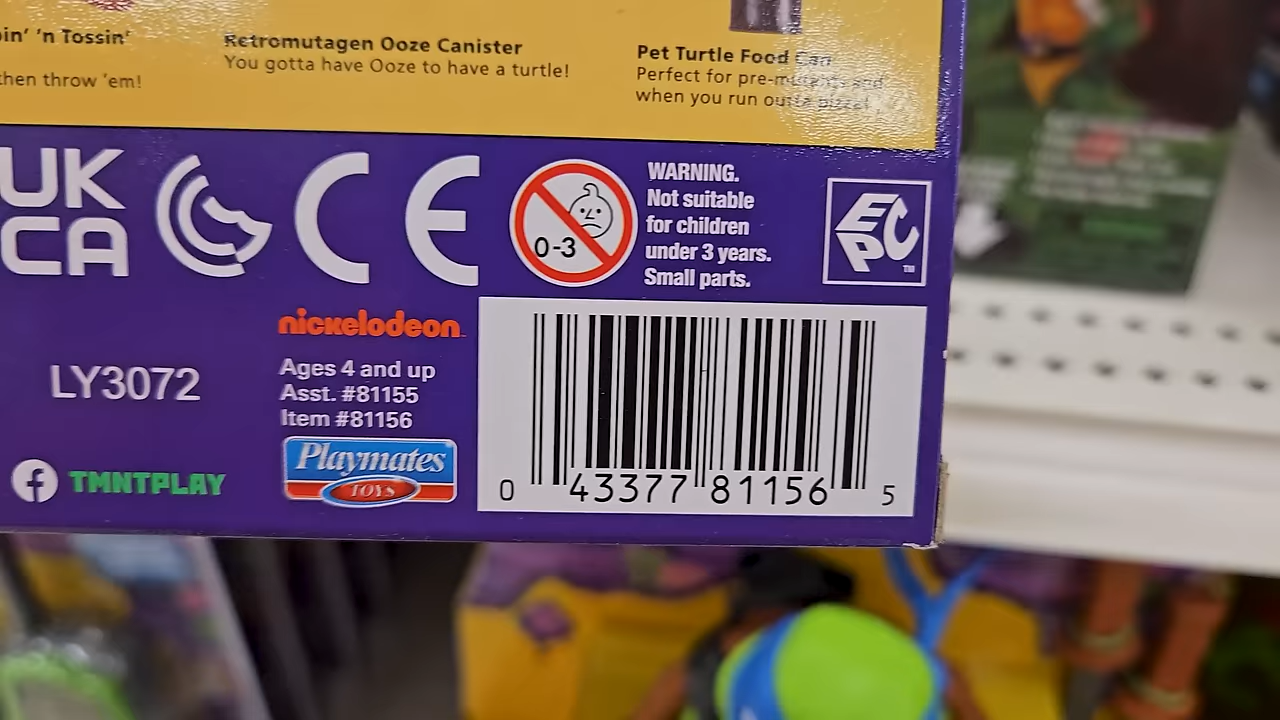 in' 'n Tossin'
then throw 'em!
Retromutagen Ooze Canister
You gotta have Ooze to have a turtle!
Pet Turtle Food Can
Perfect for pre-mutants and
when you run outta pizza!
UK
CA
CE
0-3
WARNING.
Not suitable
for children
under 3 years.
Small parts.
EPC
TM
nickelodeon
LY3072
Ages 4 and up
Asst. #81155
Item #81156
TMNTPLAY
Playmates
TOYS
0 43377 81156 5